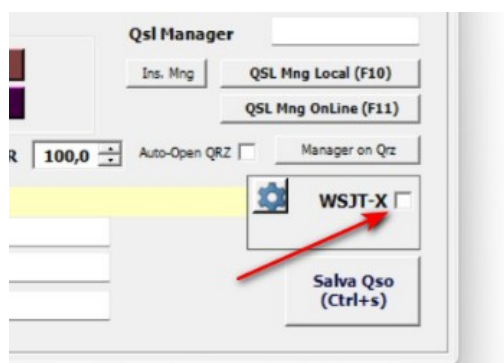 Qsl Manager
Ins. Mng
QSL Mng Local (F10)
QSL Mng OnLine (F11)
R 100,0 Auto-Open QRZ Manager on Qrz
WSJT-X
Salva Qso
(Ctrl+s)